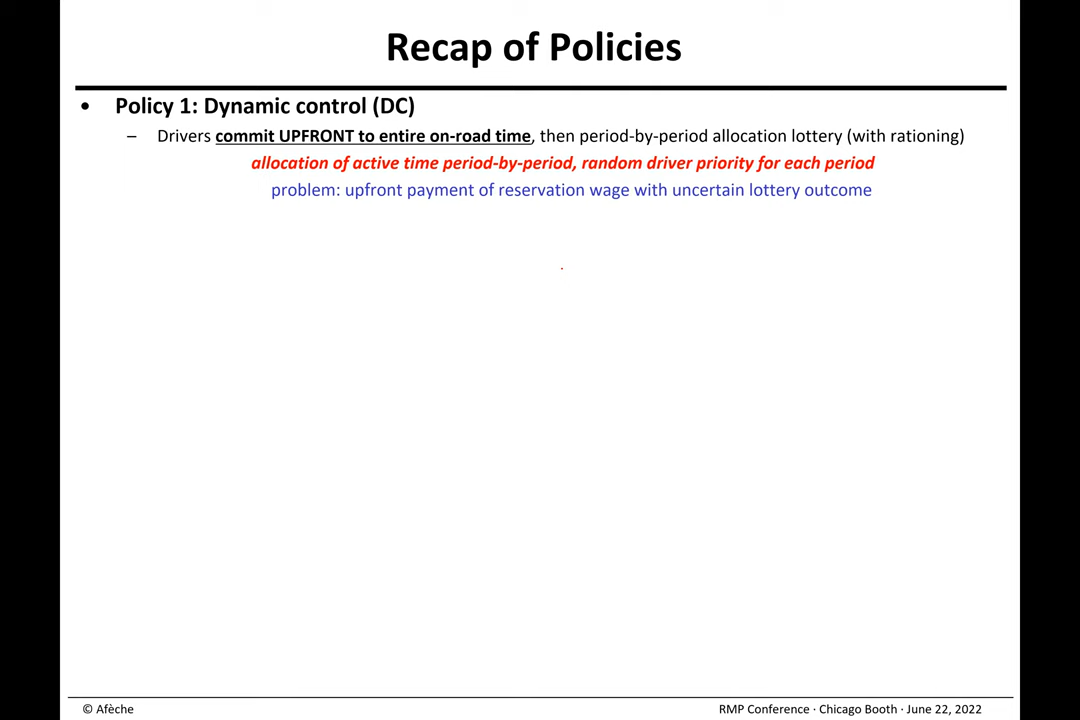 Recap of Policies
• Policy 1: Dynamic control (DC)
– Drivers commit UPFRONT to entire on-road time, then period-by-period allocation lottery (with rationing)
allocation of active time period-by-period, random driver priority for each period
problem: upfront payment of reservation wage with uncertain lottery outcome
© Afèche
RMP Conference · Chicago Booth · June 22, 2022